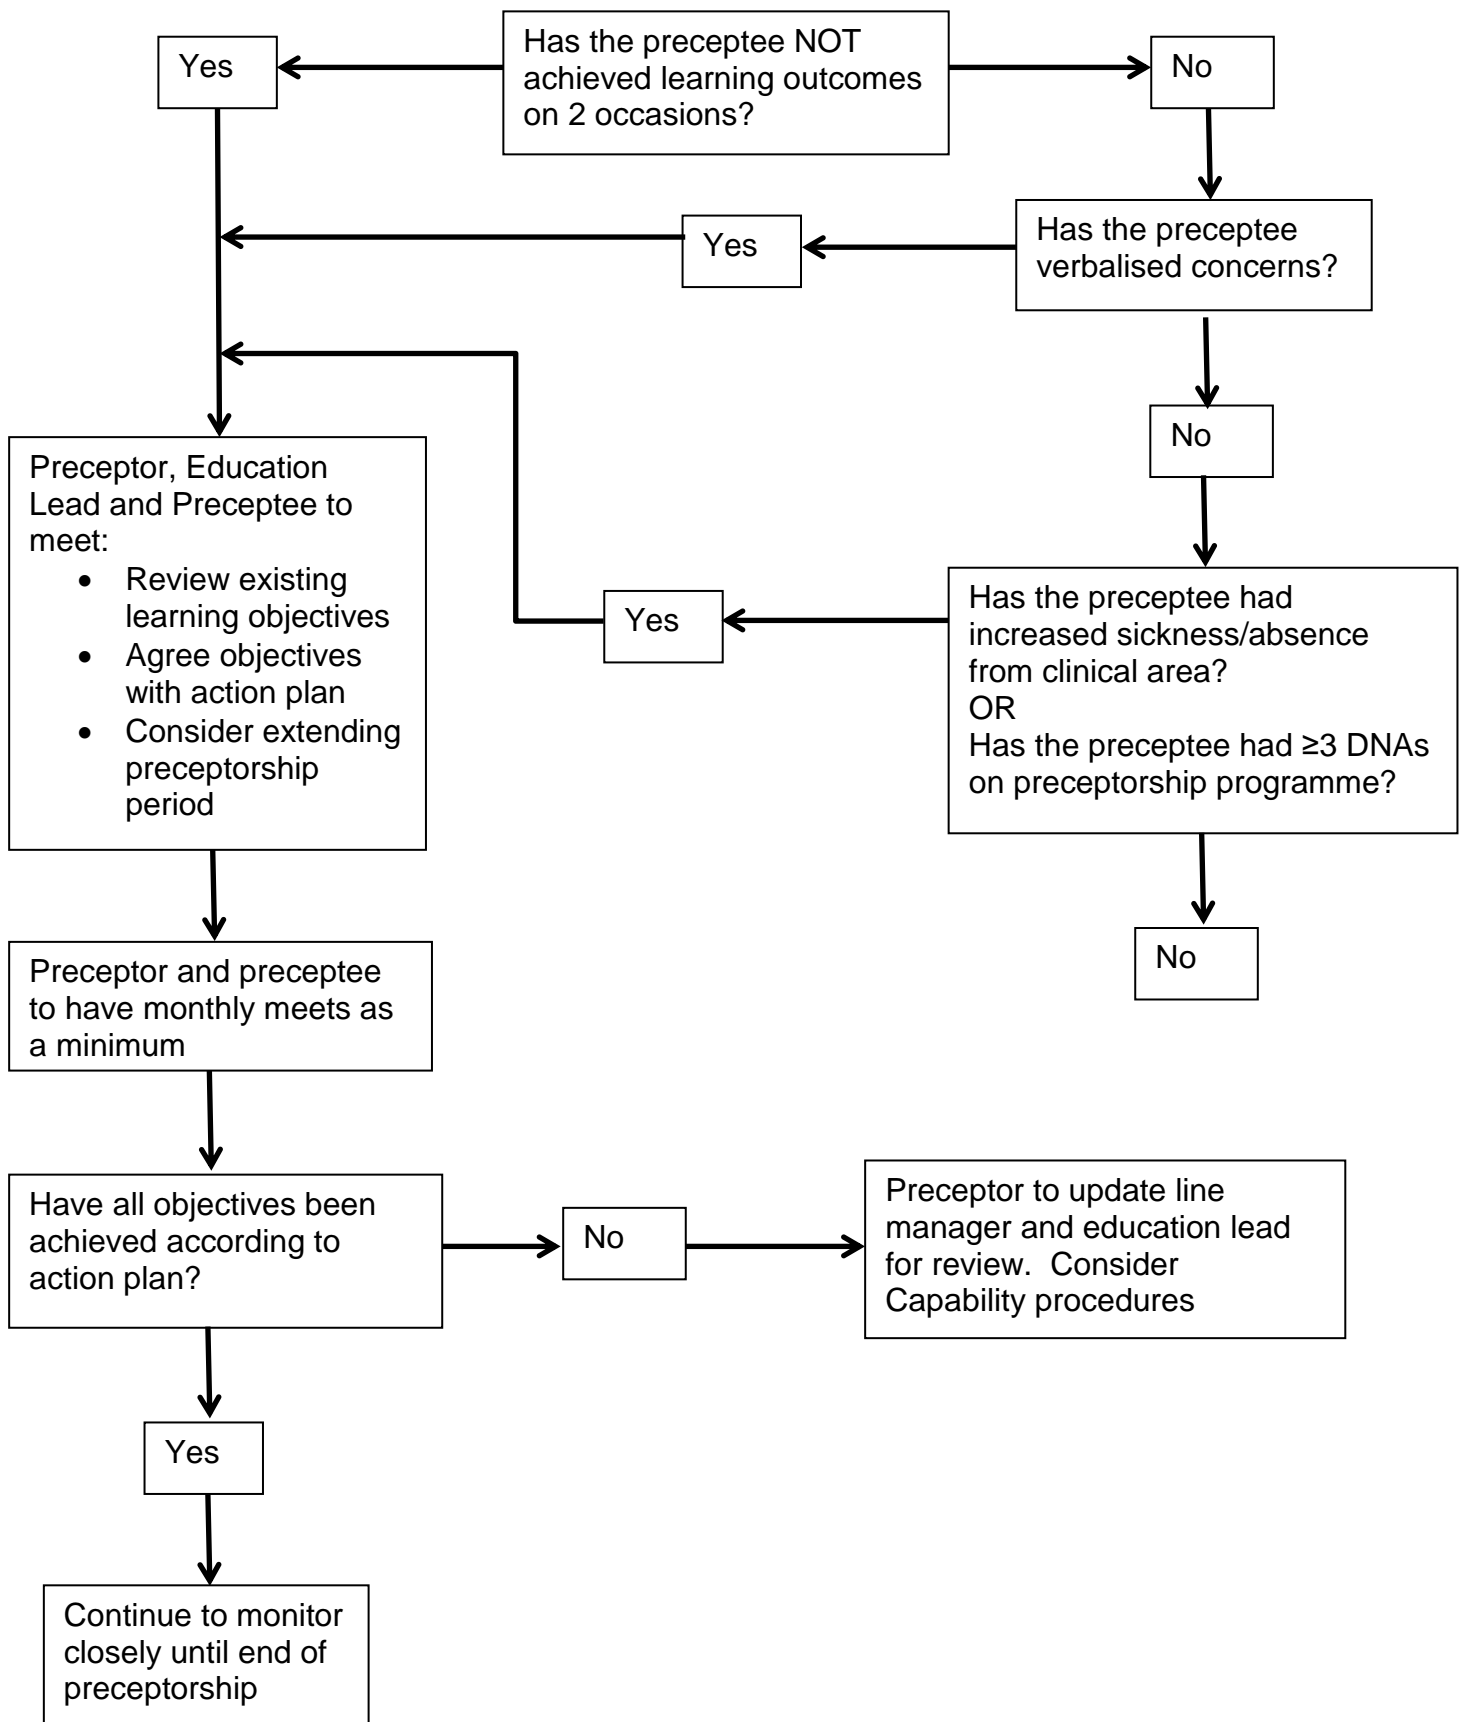 Has the preceptee NOT
achieved learning outcomes
on 2 occasions?
Yes
No
Has the preceptee
verbalised concerns?
Yes
No
Preceptor, Education
Lead and Preceptee to
meet:
• Review existing
learning objectives
• Agree objectives
with action plan
• Consider extending
preceptorship
period
Has the preceptee had
increased sickness/absence
from clinical area?
OR
Has the preceptee had ≥3 DNAs
on preceptorship programme?
Yes
No
Preceptor and preceptee
to have monthly meets as
a minimum
Have all objectives been
achieved according to
action plan?
No
Preceptor to update line
manager and education lead
for review.  Consider
Capability procedures
Yes
Continue to monitor
closely until end of
preceptorship